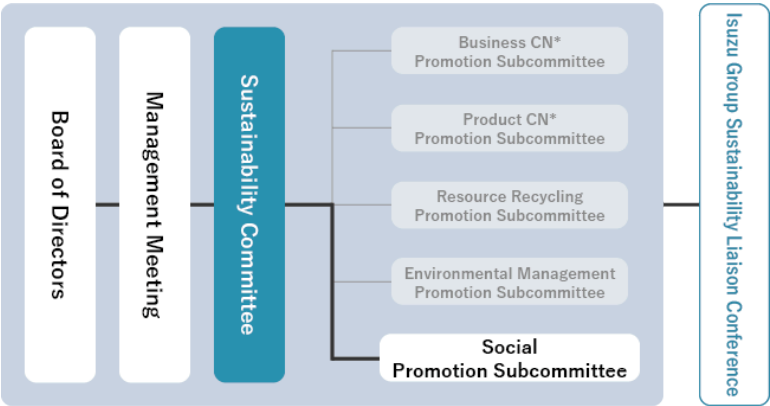 Board of Directors
Management Meeting
Sustainability Committee
Business CN*
Promotion Subcommittee
Product CN*
Promotion Subcommittee
Resource Recycling
Promotion Subcommittee
Environmental Management
Promotion Subcommittee
Social
Promotion Subcommittee
Isuzu Group Sustainability Liaison Conference